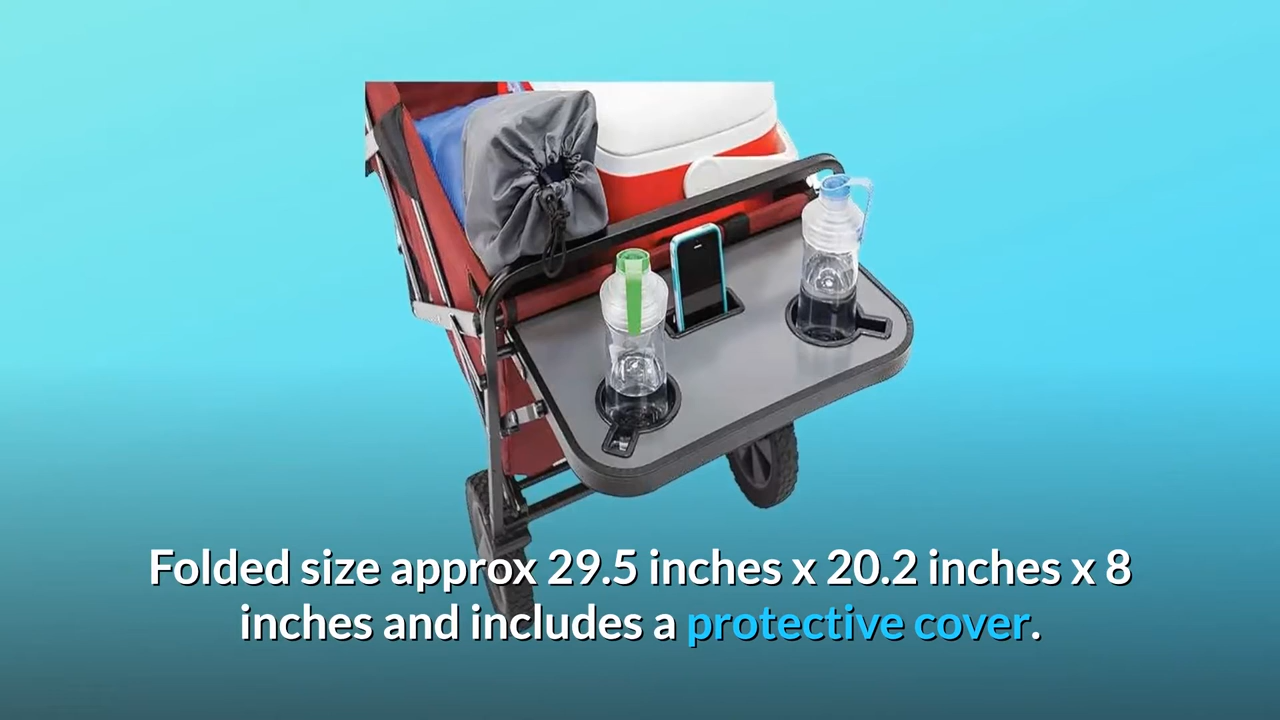 Folded size approx 29.5 inches x 20.2 inches x 8
inches and includes a protective cover.